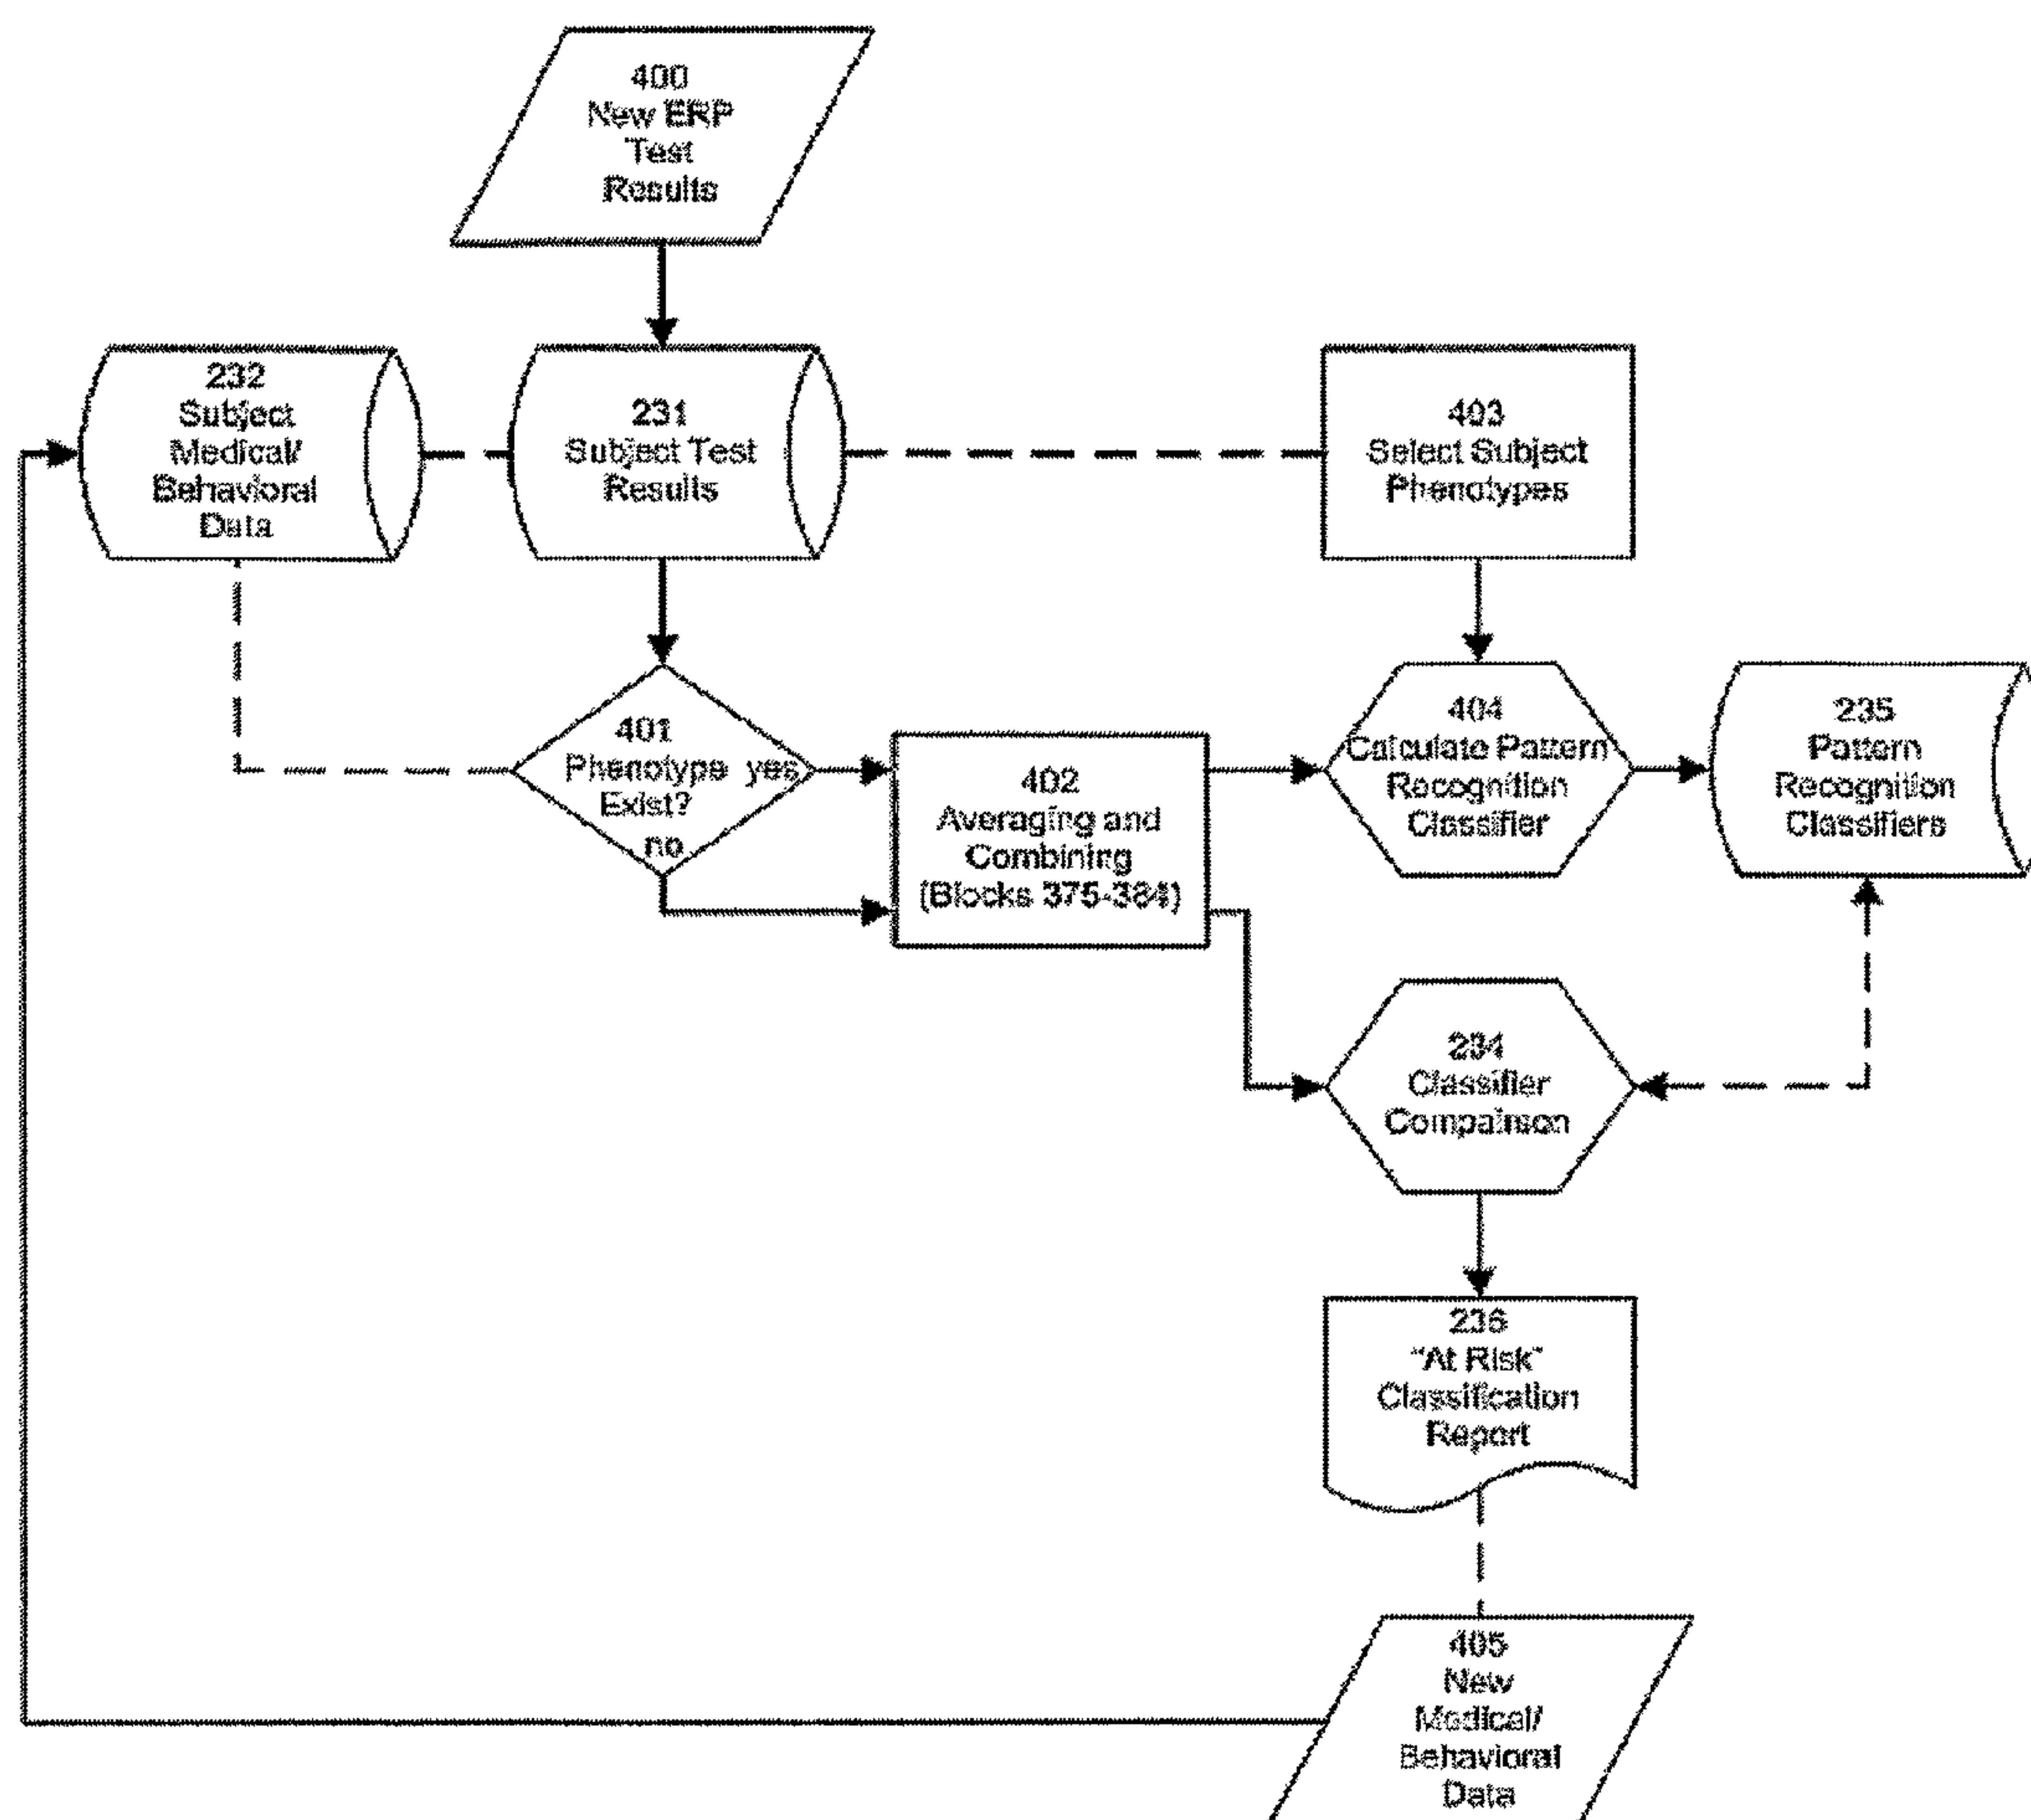 400
New ERP
Test
Results
232
Subject
Medical/
Behavioral
Data
231
Subject Test
Results
403
Select Subject
Phenotypes
401
Phenotype yes
Exist?
no
402
Averaging and
Combining
(Blocks 375-384)
404
Calculate Pattern
Recognition
Classifier
235
Pattern
Recognition
Classifiers
234
Classifier
Comparison
236
"At Risk"
Classification
Report
405
New
Medical/
Behavioral
Data